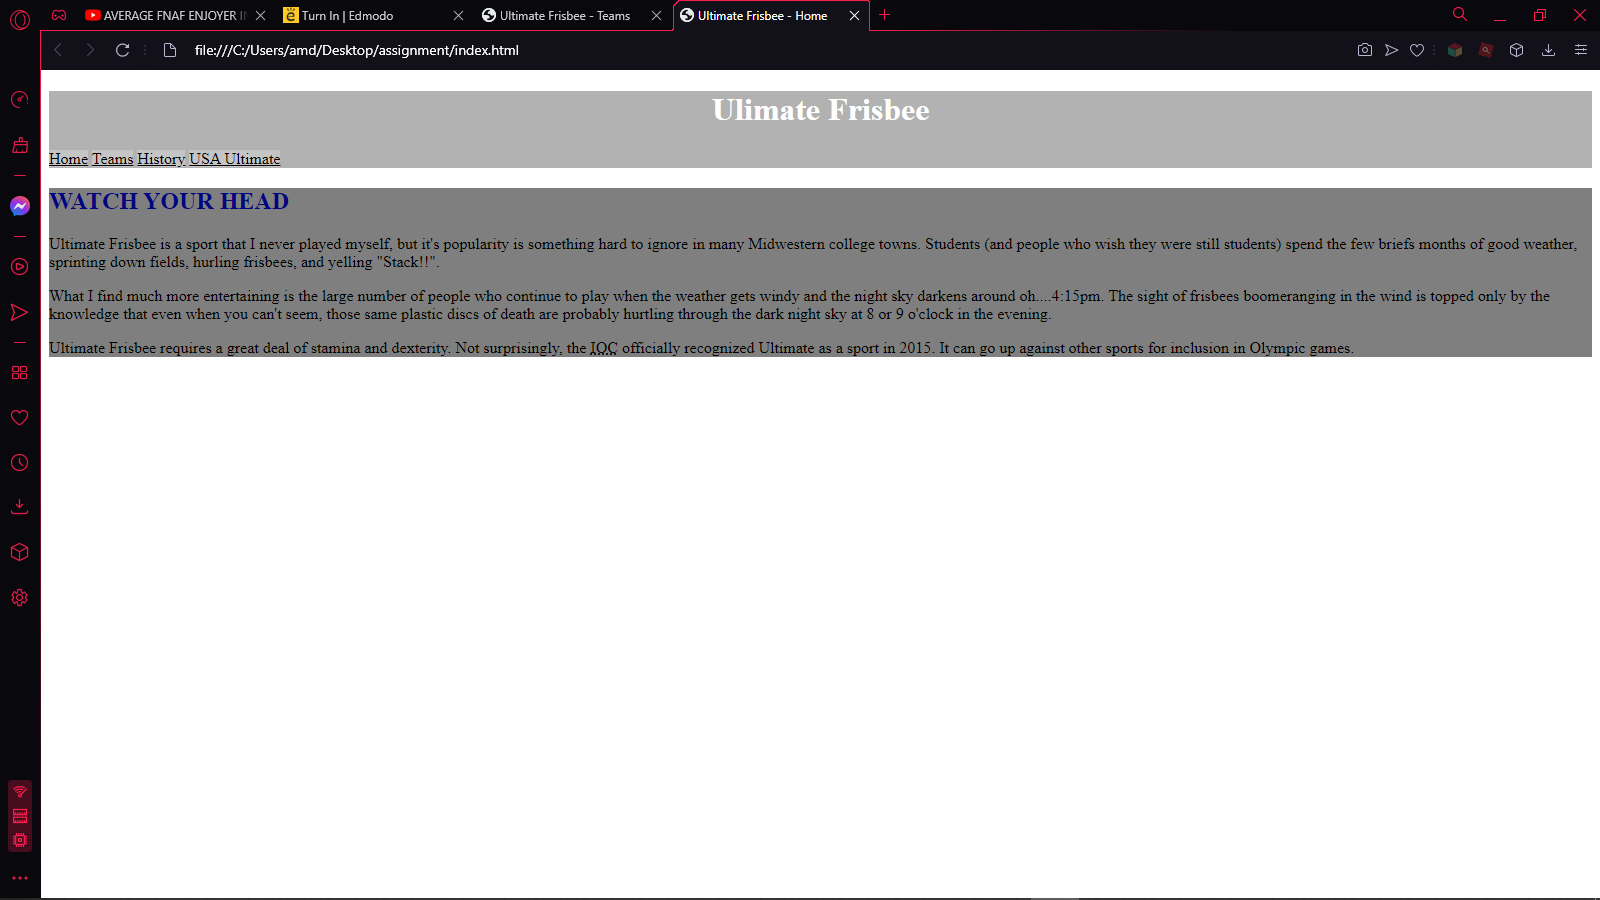 AVERAGE FNAF ENJOYER I
Turn In | Edmodo
Ultimate Frisbee - Teams
Ultimate Frisbee - Home
file:///C:/Users/amd/Desktop/assignment/index.html
Ulimate Frisbee
Home Teams History USA Ultimate
WATCH YOUR HEAD
Ultimate Frisbee is a sport that I never played myself, but it's popularity is something hard to ignore in many Midwestern college towns. Students (and people who wish they were still students) spend the few briefs months of good weather,
sprinting down fields, hurling frisbees, and yelling "Stack!!".
What I find much more entertaining is the large number of people who continue to play when the weather gets windy and the night sky darkens around oh....4:15pm. The sight of frisbees boomeranging in the wind is topped only by the
knowledge that even when you can't seem, those same plastic discs of death are probably hurtling through the dark night sky at 8 or 9 o'clock in the evening.
Ultimate Frisbee requires a great deal of stamina and dexterity. Not surprisingly, the IOC officially recognized Ultimate as a sport in 2015. It can go up against other sports for inclusion in Olympic games.